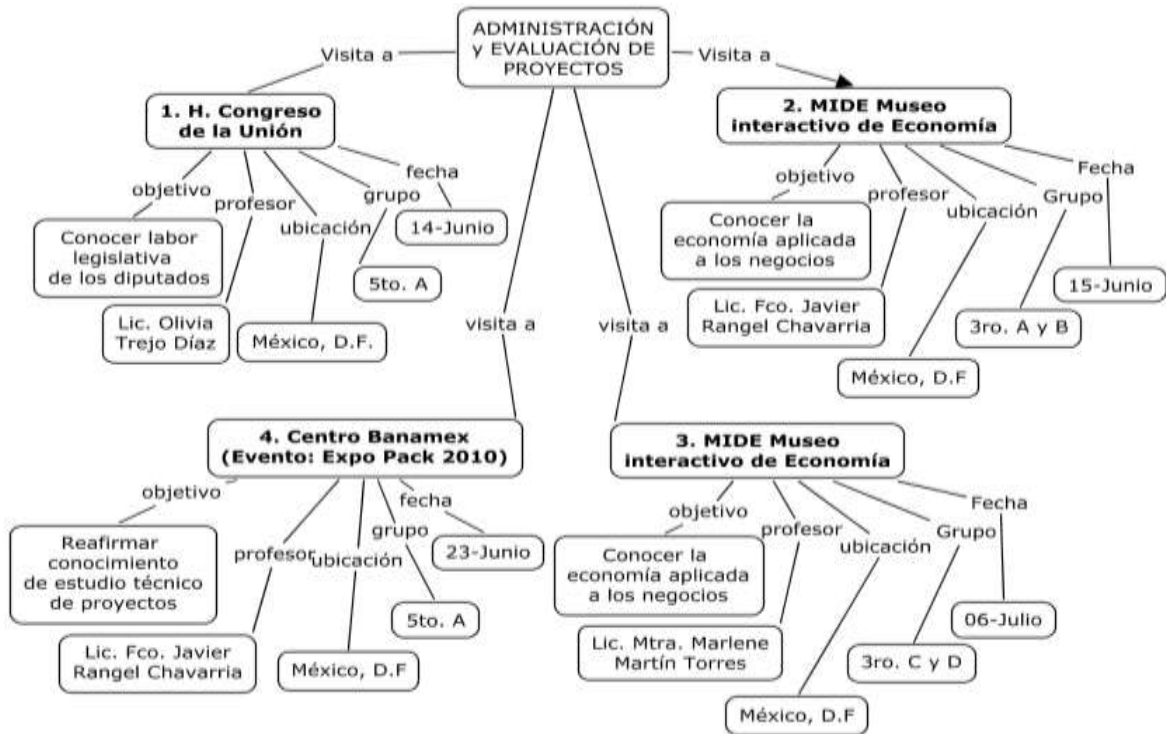 ADMINISTRACIÓN
y EVALUACIÓN DE
PROYECTOS
Visita a
Visita a
1. H. Congreso
de la Unión
objetivo
profesor
ubicación
grupo
fecha
Conocer labor
legislativa
de los diputados
Lic. Olivia
Trejo Díaz
México, D.F.
5to. A
14-Junio
2. MIDE Museo
interactivo de Economía
objetivo
profesor
ubicación
Grupo
Fecha
Conocer la
economía aplicada
a los negocios
Lic. Fco. Javier
Rangel Chavarria
México, D.F
3ro. A y B
15-Junio
visita a
visita a
4. Centro Banamex
(Evento: Expo Pack 2010)
objetivo
profesor
ubicación
grupo
fecha
Reafirmar
conocimiento
de estudio técnico
de proyectos
Lic. Fco. Javier
Rangel Chavarria
México, D.F
5to. A
23-Junio
3. MIDE Museo
interactivo de Economía
objetivo
profesor
ubicación
Grupo
Fecha
Conocer la
economía aplicada
a los negocios
Lic. Mtra. Marlene
Martín Torres
México, D.F
3ro. C y D
06-Julio